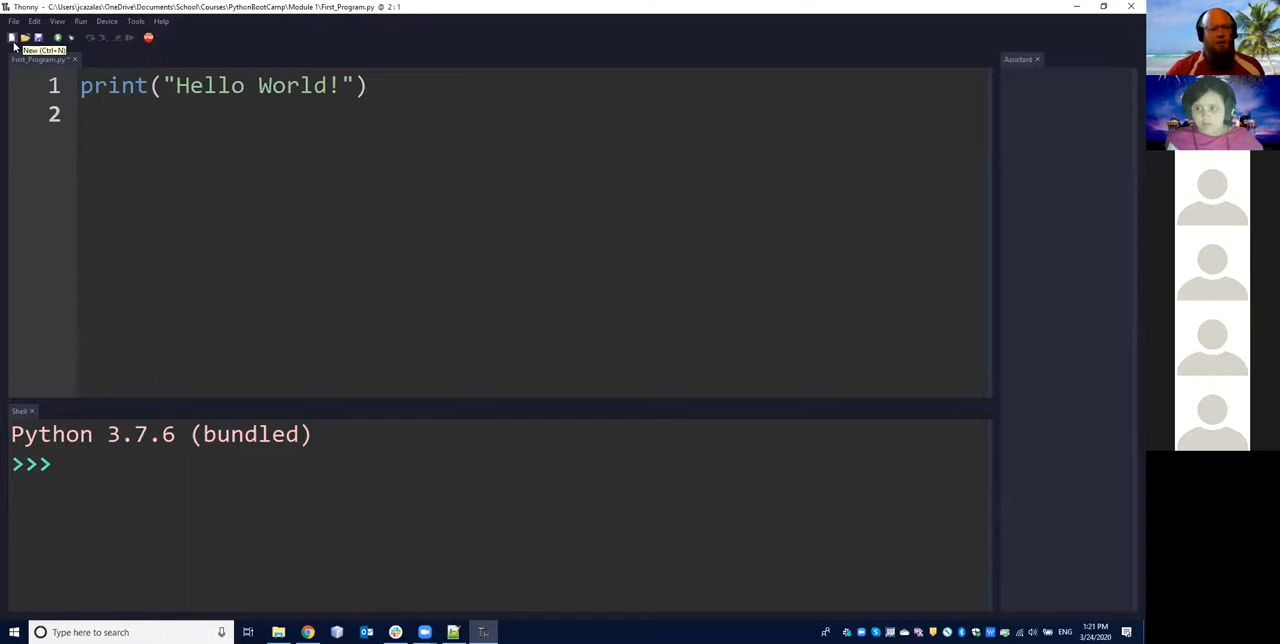 Thonny - C:\Users\jcazalas\OneDrive\Documents\School\Courses\PythonBootCamp\Module 1\First_Program.py @ 2:1
File Edit View Run Device Tools Help
New (Ctrl+N)
First_Program.py *
Assistant
1 print("Hello World!")
2
Shell
Python 3.7.6 (bundled)
>>>
Type here to search
ENG
1:21 PM
3/24/2020